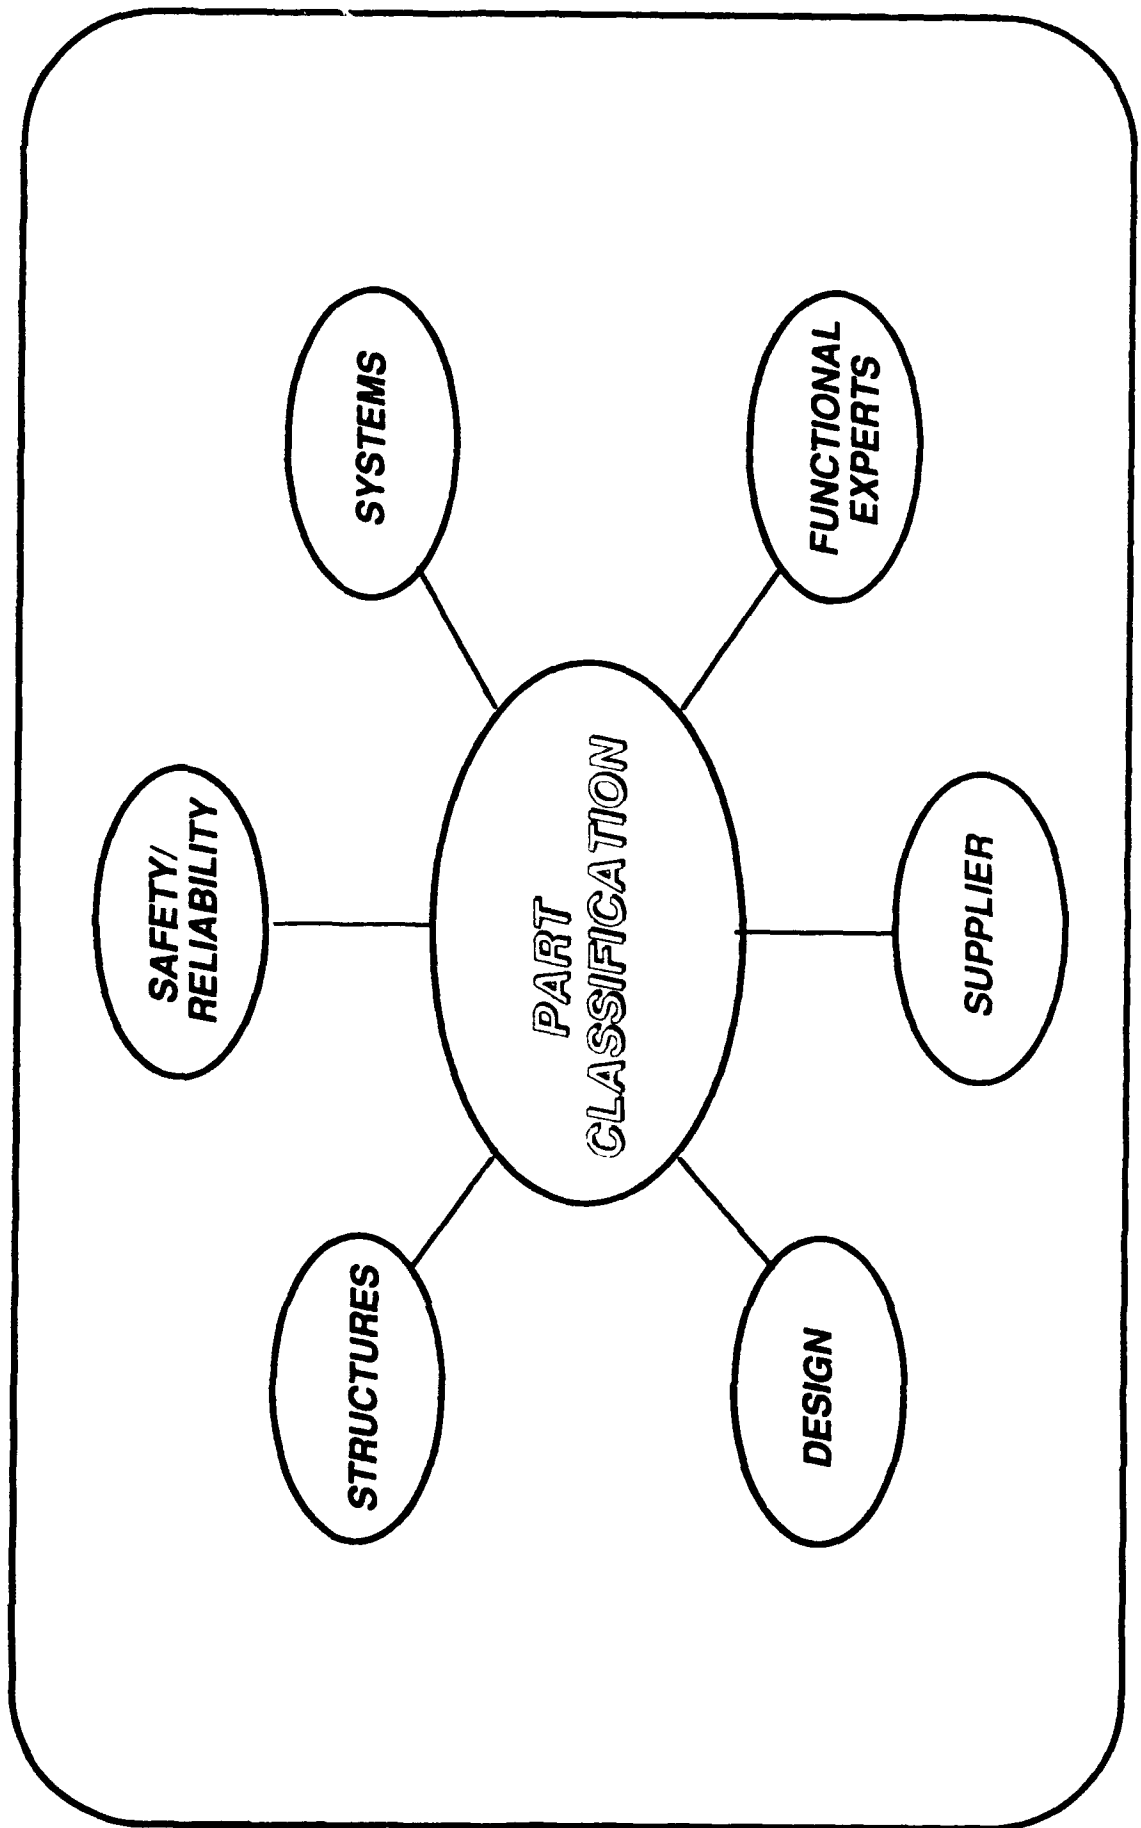 SAFETY/
RELIABILITY
STRUCTURES
SYSTEMS
PART
CLASSIFICATION
DESIGN
FUNCTIONAL
EXPERTS
SUPPLIER